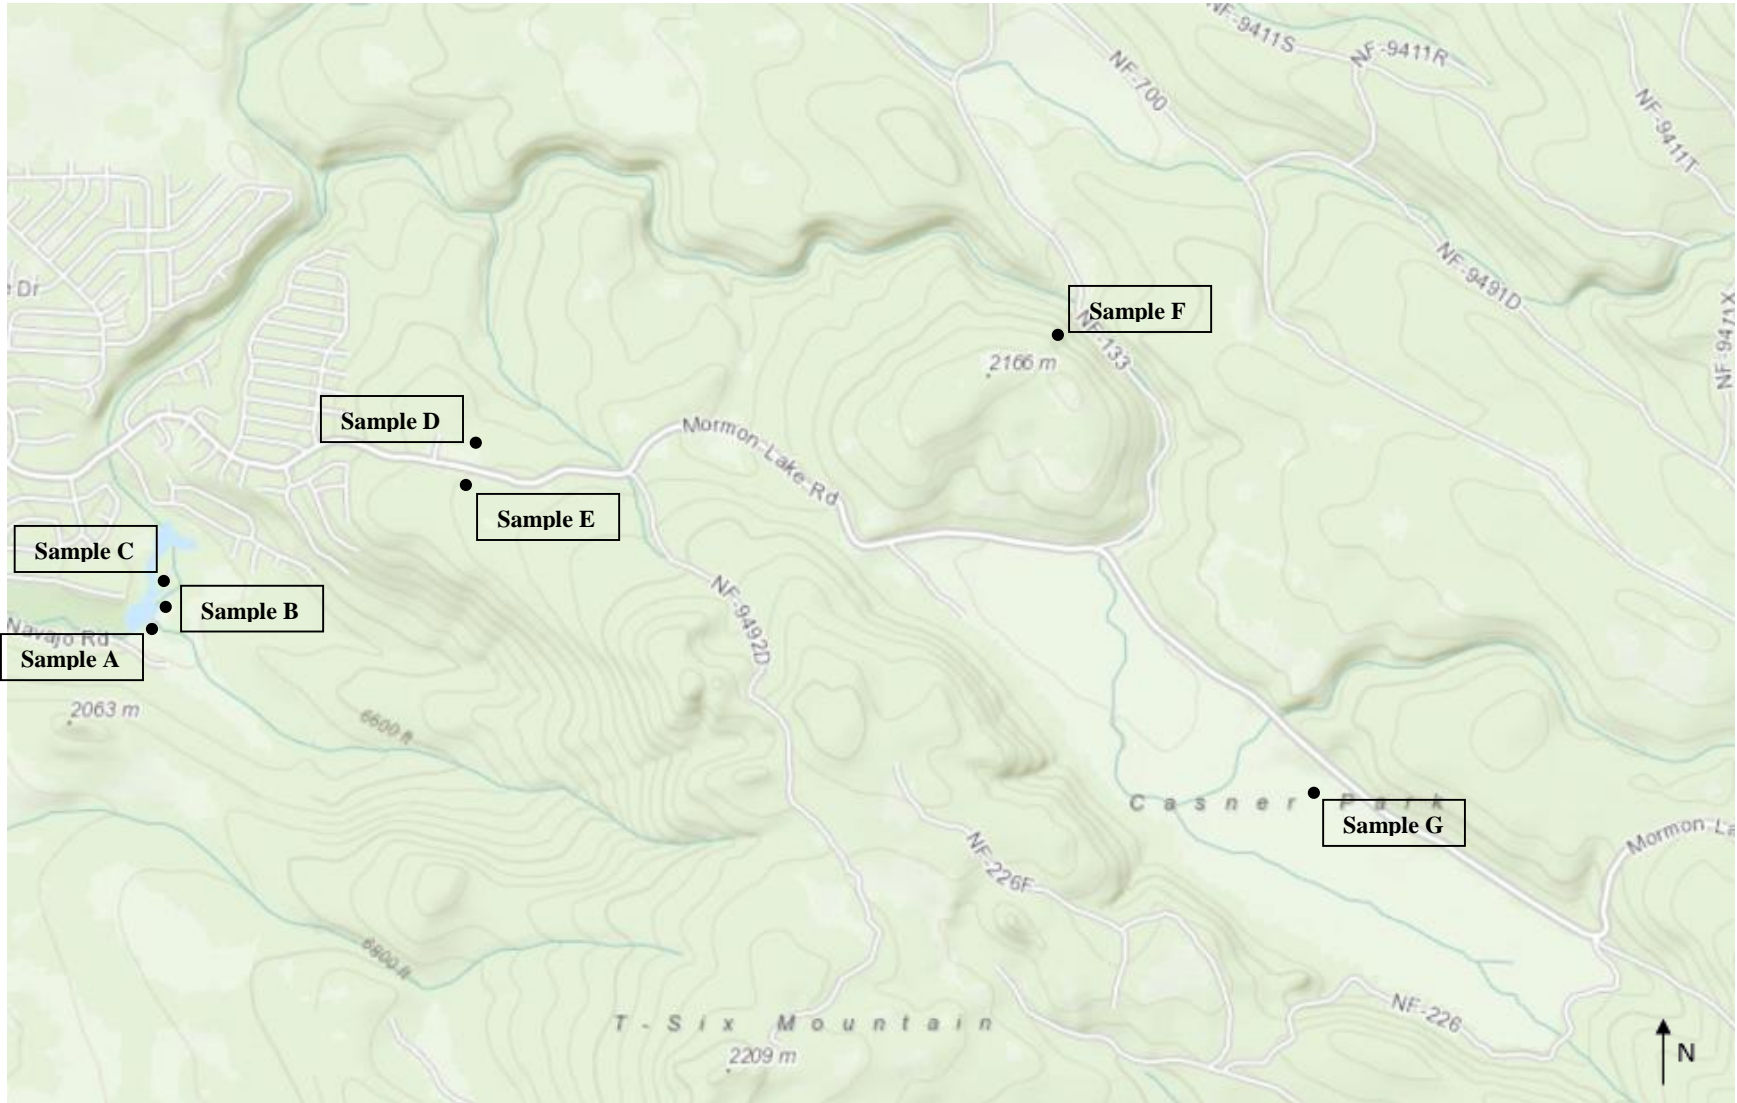 NF-9411S
NF-9411R
NF-700
NF-9411T
e Dr
NF-9491D
Sample F
NF-133
NF-9471X
2166 m
Sample D
Mormon-Lake-Rd
Sample E
Sample C
Sample B
NF-9492D
Navajo Rd
Sample A
2063 m
6600 ft
Casner Park
Sample G
Mormon La
NF-226F
6800 ft
NF-226
T-Six Mountain
2209 m
N